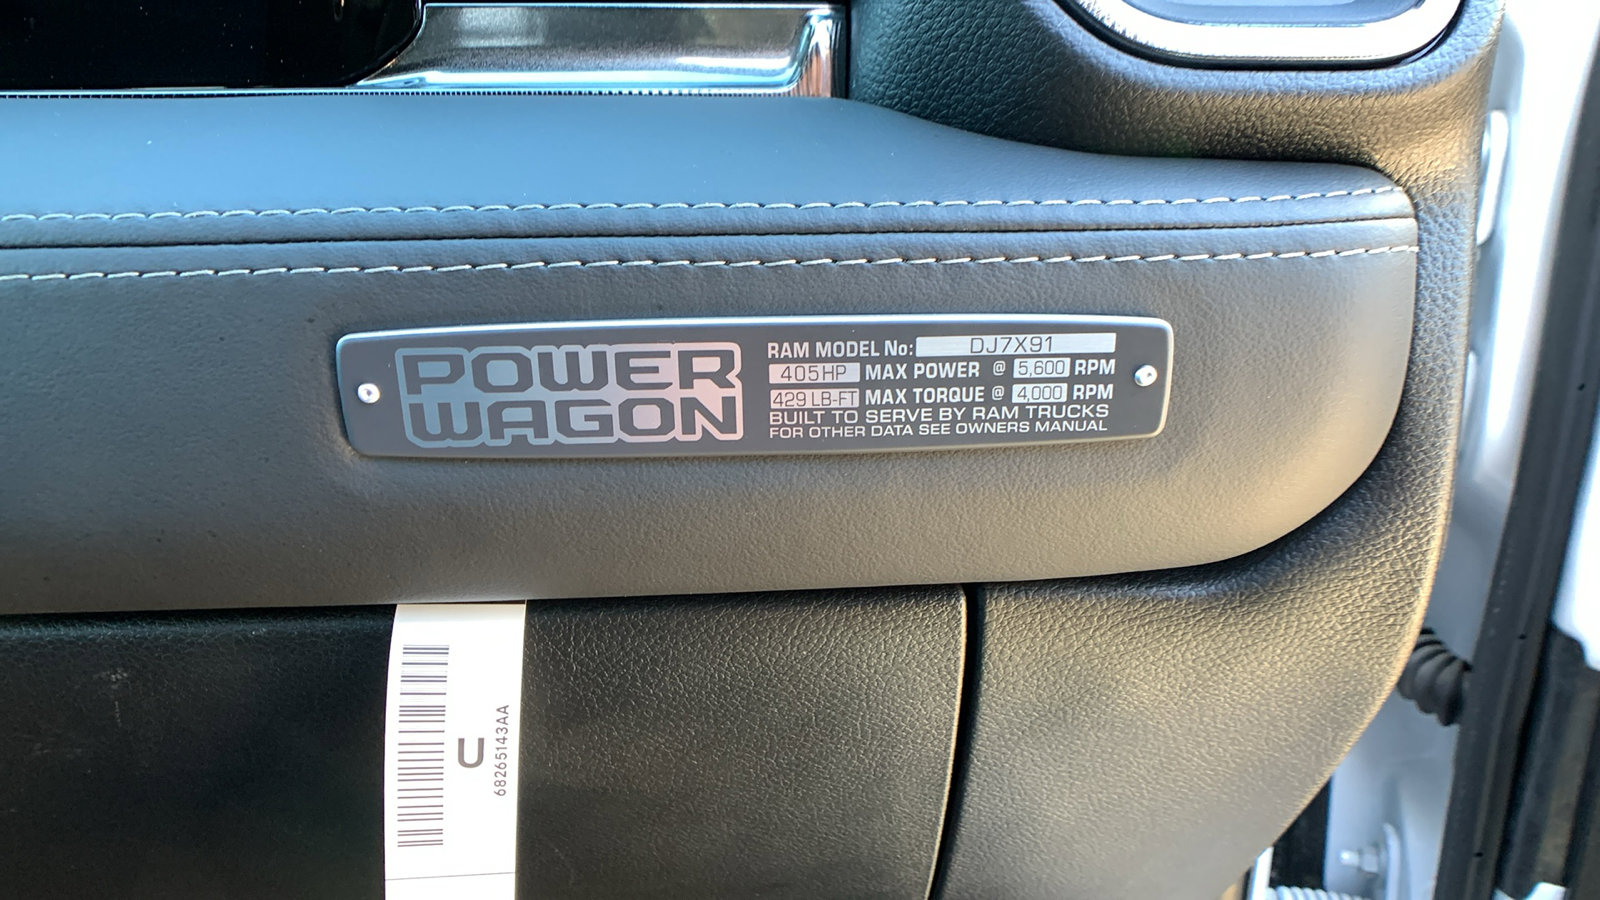 POWER
WAGON
RAM MODEL No: DJ7X91
405HP MAX POWER @ 5,600 RPM
429 LB-FT MAX TORQUE @ 4,000 RPM
BUILT TO SERVE BY RAM TRUCKS
FOR OTHER DATA SEE OWNERS MANUAL
U
68265143AA